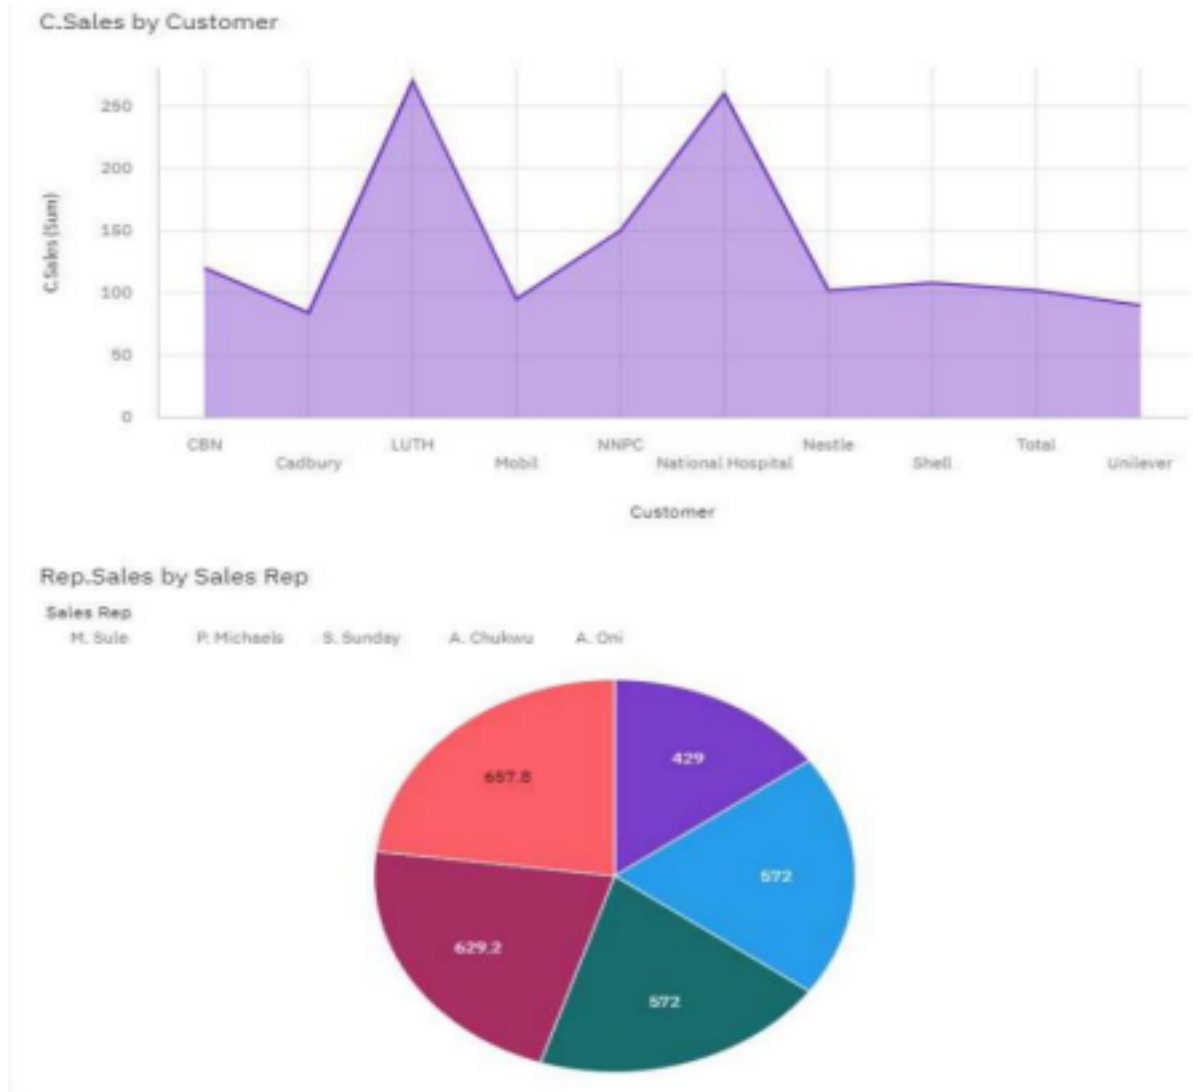 C.Sales by Customer
250
200
150
100
50
0
C.Sales (Sum)
CBN
Cadbury
LUTH
Mobil
NNPC
National Hospital
Nestle
Shell
Total
Unilever
Customer
Rep.Sales by Sales Rep
Sales Rep
M. Sule P. Michaels S. Sunday A. Chukwu A. Oni
429
657.8
572
629.2
572